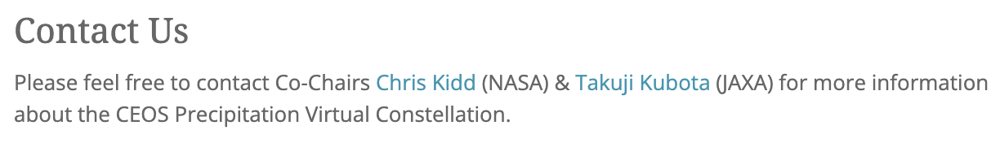 Contact Us
Please feel free to contact Co-Chairs Chris Kidd (NASA) & Takuji Kubota (JAXA) for more information
about the CEOS Precipitation Virtual Constellation.